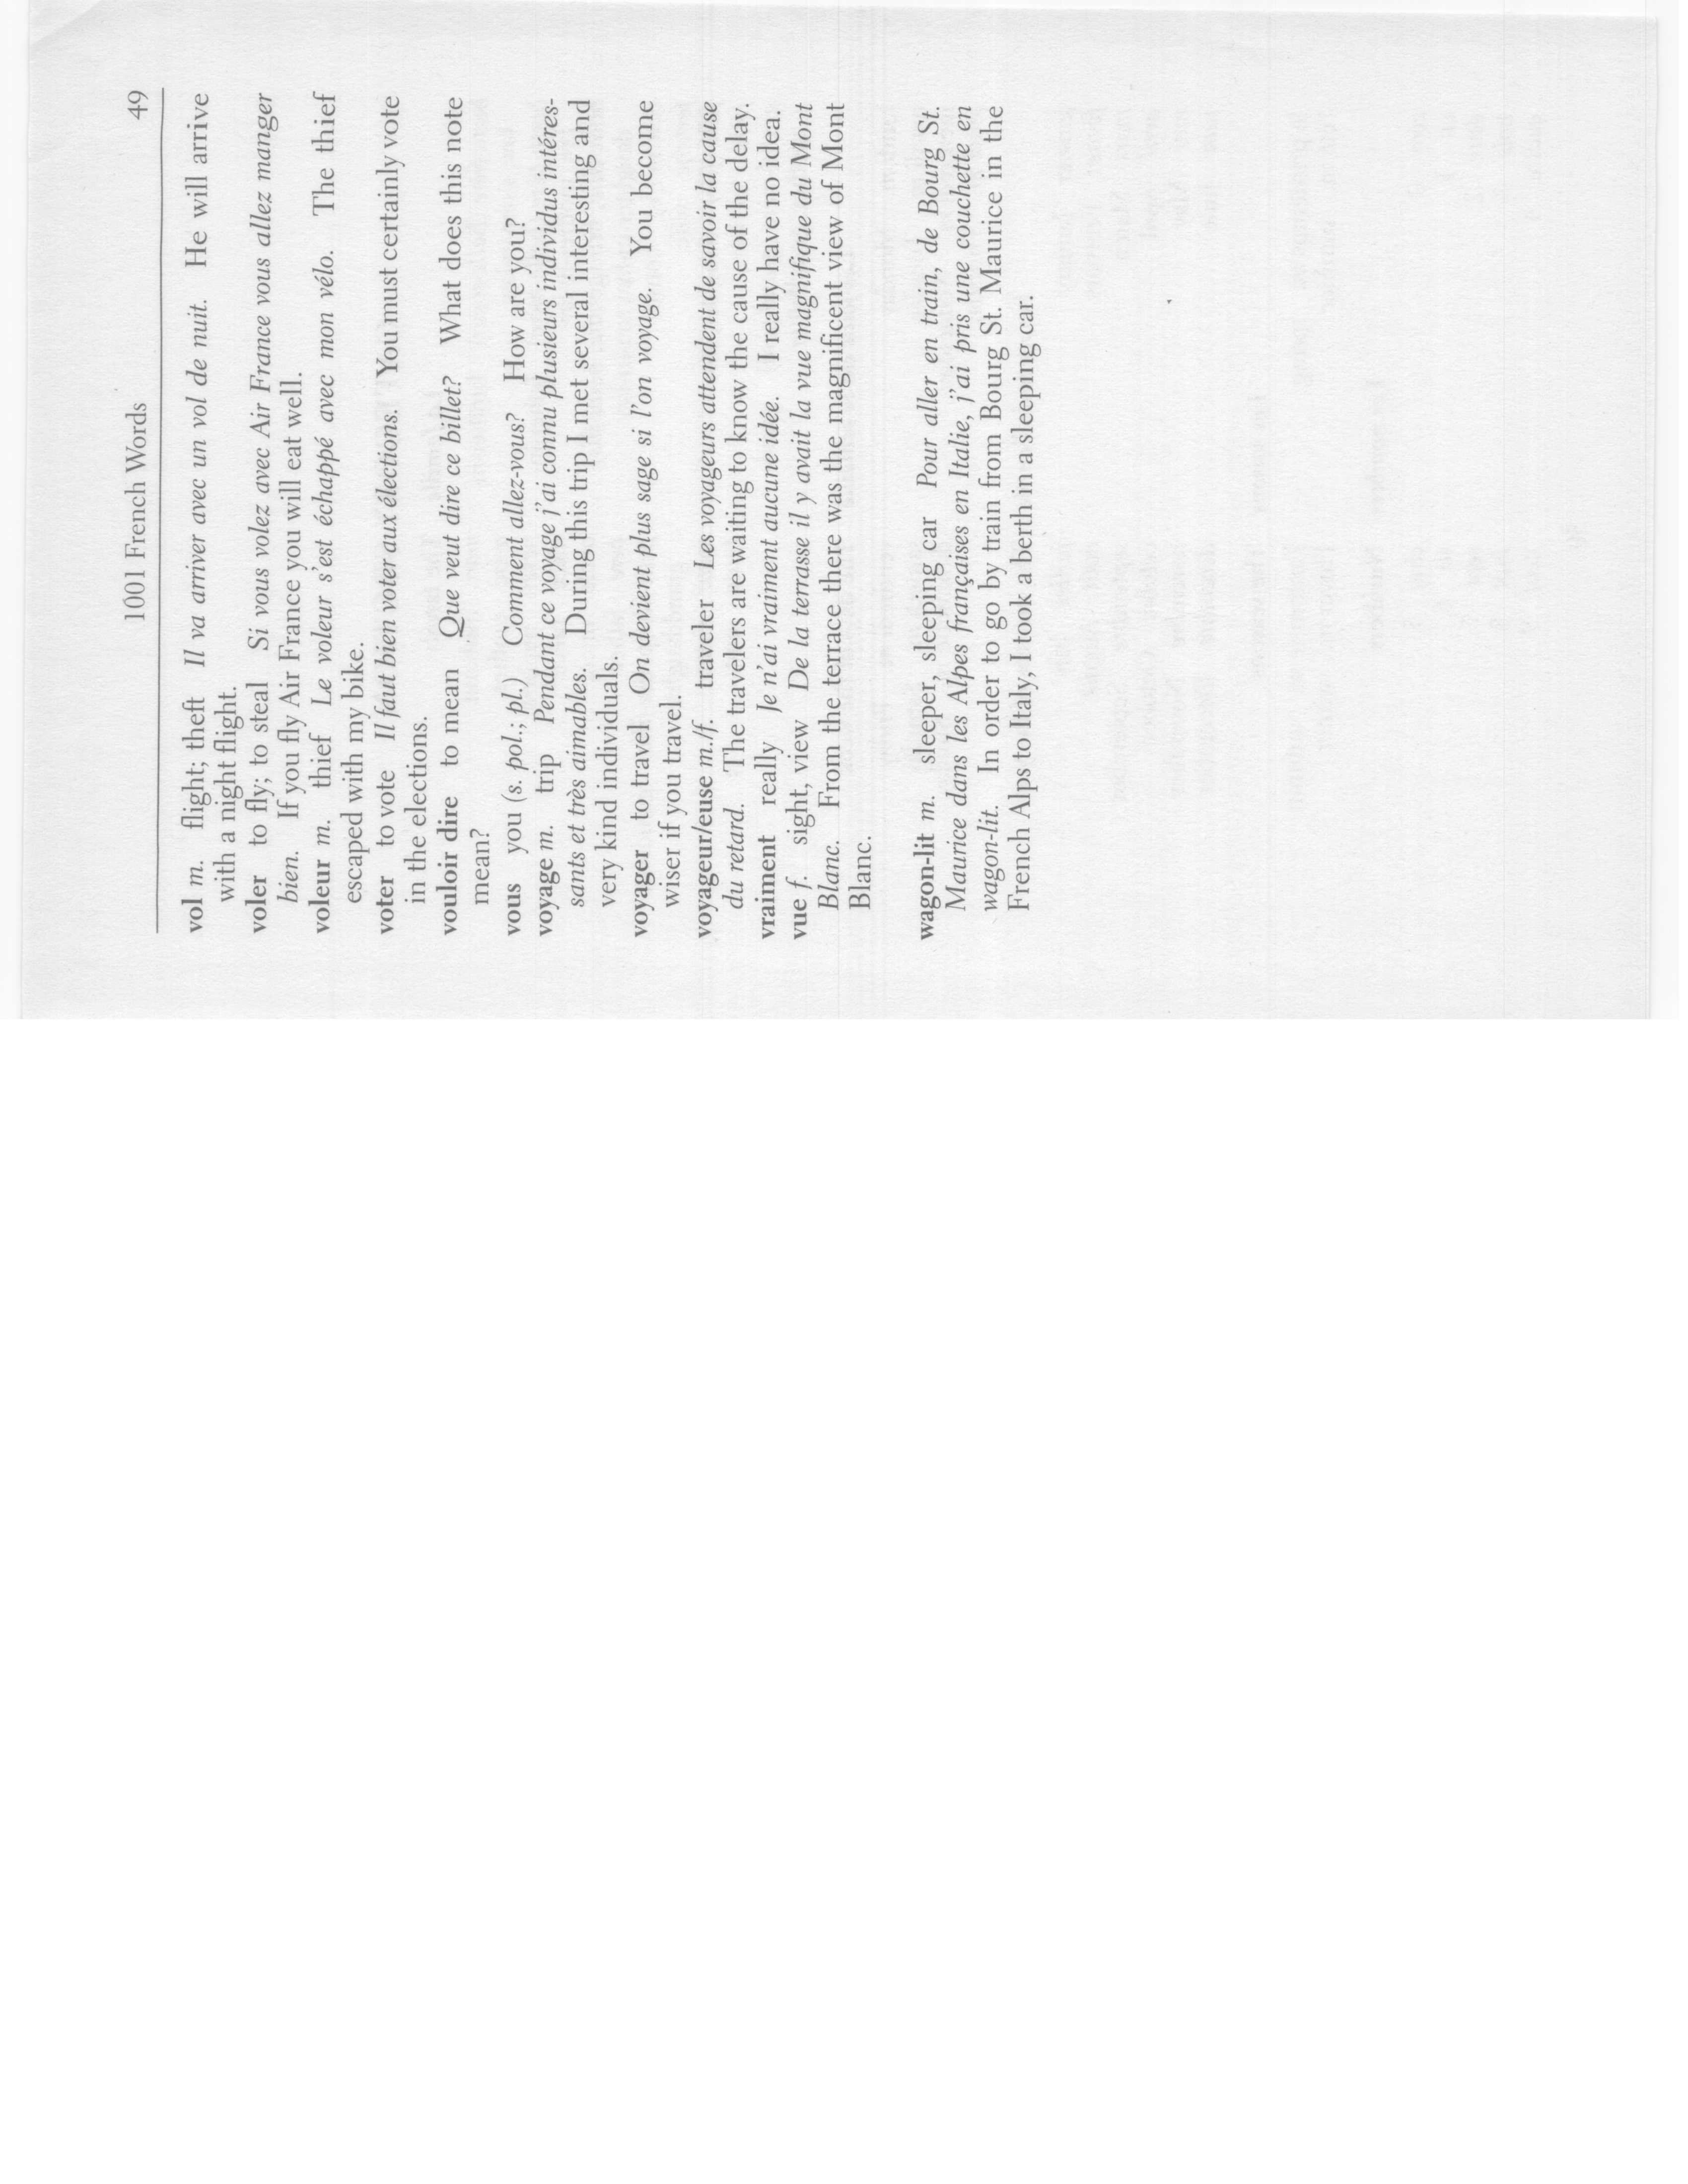 1001 French Words 49
vol m. flight; theft Il va arriver avec un vol de nuit. He will arrive
with a night flight.
voler to fly; to steal Si vous volez avec Air France vous allez manger
bien. If you fly Air France you will eat well.
voleur m. thief Le voleur s'est échappé avec mon vélo. The thief
escaped with my bike.
voter to vote Il faut bien voter aux élections. You must certainly vote
in the elections.
vouloir dire to mean Que veut dire ce billet? What does this note
mean?
vous you (s. pol.; pl.) Comment allez-vous? How are you?
voyage m. trip Pendant ce voyage j'ai connu plusieurs individus intéres-
sants et très aimables. During this trip I met several interesting and
very kind individuals.
voyager to travel On devient plus sage si l'on voyage. You become
wiser if you travel.
voyageur/euse m./f. traveler Les voyageurs attendent de savoir la cause
du retard. The travelers are waiting to know the cause of the delay.
vraiment really Je n'ai vraiment aucune idée. I really have no idea.
vue f. sight, view De la terrasse il y avait la vue magnifique du Mont
Blanc. From the terrace there was the magnificent view of Mont
Blanc.
wagon-lit m. sleeper, sleeping car Pour aller en train, de Bourg St.
Maurice dans les Alpes françaises en Italie, j'ai pris une couchette en
wagon-lit. In order to go by train from Bourg St. Maurice in the
French Alps to Italy, I took a berth in a sleeping car.